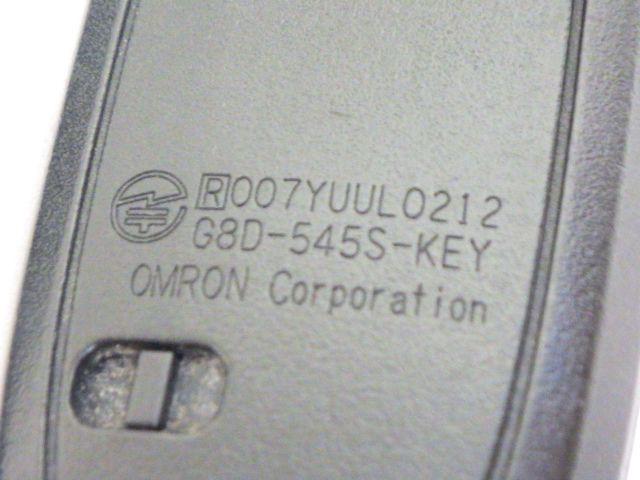 R007YUUL0212
G8D-545S-KEY
OMRON Corporation